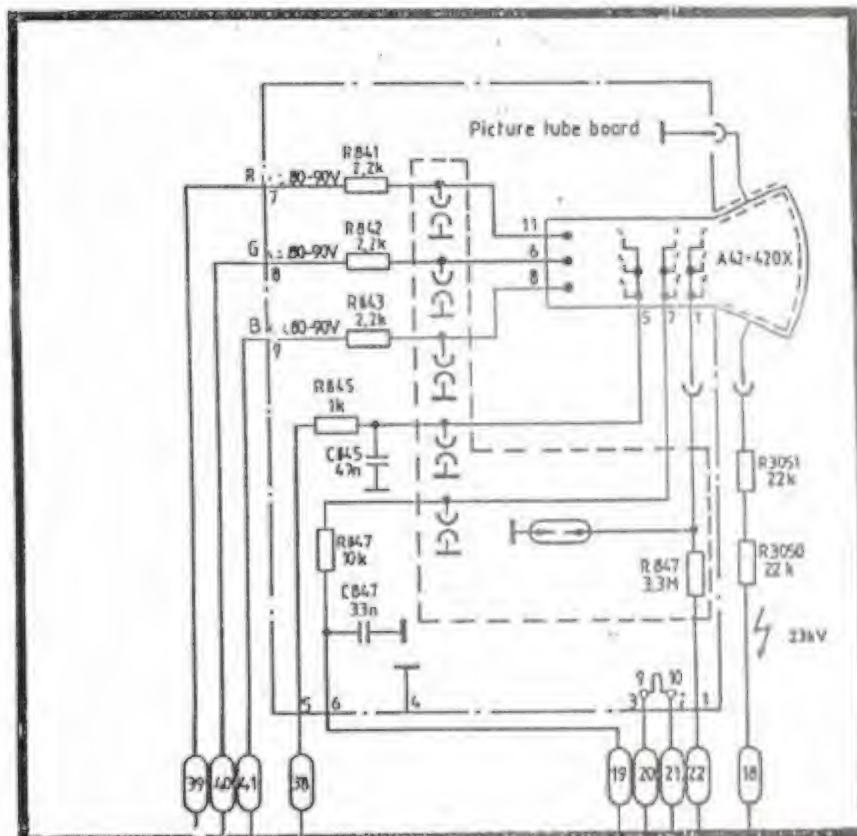 Picture tube board
R841
2,2k
R
80-90V
7
R842
2,2k
G
80-90V
8
R843
2,2k
B
80-90V
9
11
6
8
A42-420X
5
7
1
R845
1k
C845
47n
R3051
22k
R847
10k
R847
3,3M
R3050
22k
C847
33n
23kV
9
10
5
6
4
3
1
39
40
41
38
19
20
21
22
18